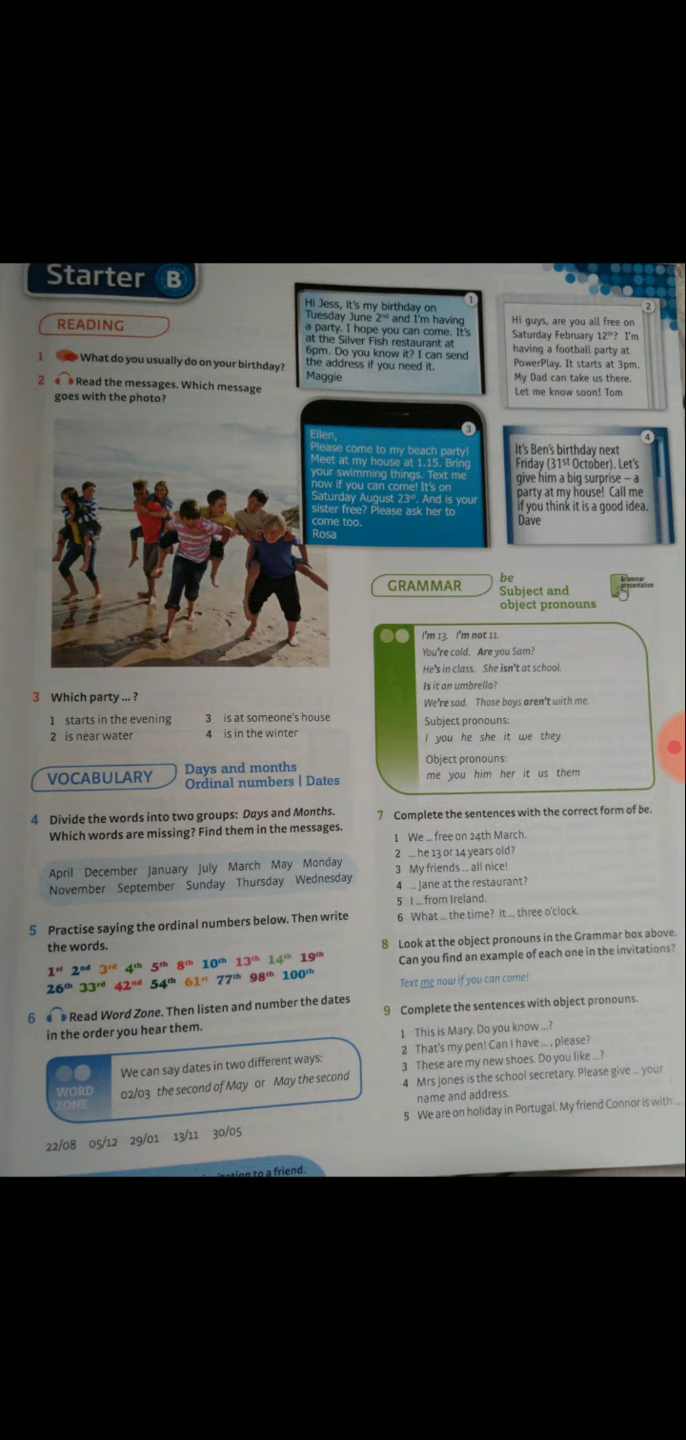 Starter B
READING
1 What do you usually do on your birthday?
2 Read the messages. Which message
goes with the photo?
1
Hi Jess, it's my birthday on
Tuesday June 2nd and I'm having
a party. I hope you can come. It's
at the Silver Fish restaurant at
6pm. Do you know it? I can send
the address if you need it.
Maggie
2
Hi guys, are you all free on
Saturday February 12th? I'm
having a football party at
PowerPlay. It starts at 3pm.
My Dad can take us there.
Let me know soon! Tom
3
Ellen,
Please come to my beach party!
Meet at my house at 1.15. Bring
your swimming things. Text me
now if you can come! It's on
Saturday August 23rd. And is your
sister free? Please ask her to
come too.
Rosa
4
It's Ben's birthday next
Friday (31st October). Let's
give him a big surprise – a
party at my house! Call me
if you think it is a good idea.
Dave
3 Which party ... ?
1 starts in the evening
2 is near water
3 is at someone's house
4 is in the winter
VOCABULARY
Days and months
Ordinal numbers | Dates
4 Divide the words into two groups: Days and Months.
Which words are missing? Find them in the messages.
April December January July March May Monday
November September Sunday Thursday Wednesday
5 Practise saying the ordinal numbers below. Then write
the words.
1st 2nd 3rd 4th 5th 8th 10th 13th 14th 19th
26th 33rd 42nd 54th 61st 77th 98th 100th
6 Read Word Zone. Then listen and number the dates
in the order you hear them.
WORD
ZONE
We can say dates in two different ways:
02/03 the second of May or May the second
22/08 05/12 29/01 13/11 30/05
to a friend.
GRAMMAR
be
Subject and
object pronouns
Grammar
presentation
I'm 13. I'm not 11.
You're cold. Are you Sam?
He's in class. She isn't at school.
Is it an umbrella?
We're sad. Those boys aren't with me.
Subject pronouns:
I you he she it we they
Object pronouns:
me you him her it us them
7 Complete the sentences with the correct form of be.
1 We ... free on 24th March.
2 ... he 13 or 14 years old?
3 My friends ... all nice!
4 ... Jane at the restaurant?
5 I ... from Ireland.
6 What ... the time? It ... three o'clock.
8 Look at the object pronouns in the Grammar box above.
Can you find an example of each one in the invitations?
Text me now if you can come!
9 Complete the sentences with object pronouns.
1 This is Mary. Do you know ...?
2 That's my pen! Can I have ... , please?
3 These are my new shoes. Do you like ...?
4 Mrs Jones is the school secretary. Please give ... your
name and address.
5 We are on holiday in Portugal. My friend Connor is with ...